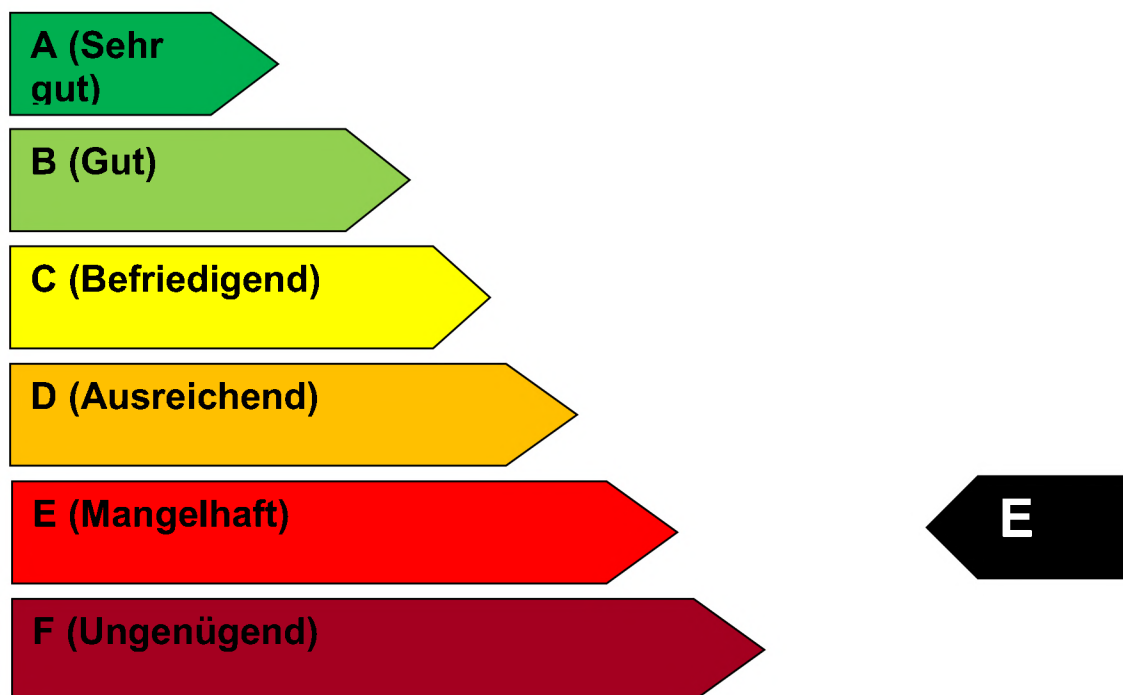 A (Sehr
gut)
B (Gut)
C (Befriedigend)
D (Ausreichend)
E (Mangelhaft)
E
F (Ungenügend)